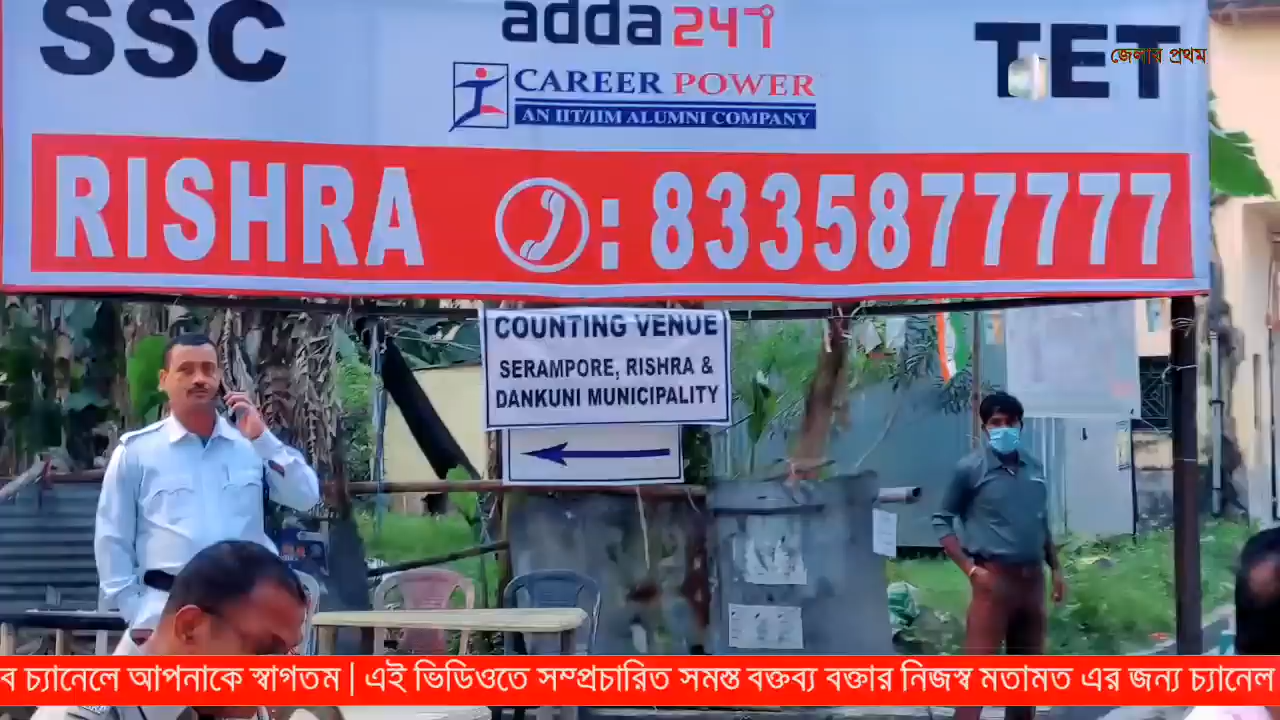 SSC
adda247
TET
জেলার প্রথম
CAREER POWER
AN IIT/IIM ALUMNI COMPANY
RISHRA : 8335877777
COUNTING VENUE
SERAMPORE, RISHRA &
DANKUNI MUNICIPALITY
ব চ্যানেলে আপনাকে স্বাগতম | এই ভিডিওতে সম্প্রচারিত সমস্ত বক্তব্য বক্তার নিজস্ব মতামত এর জন্য চ্যানেল